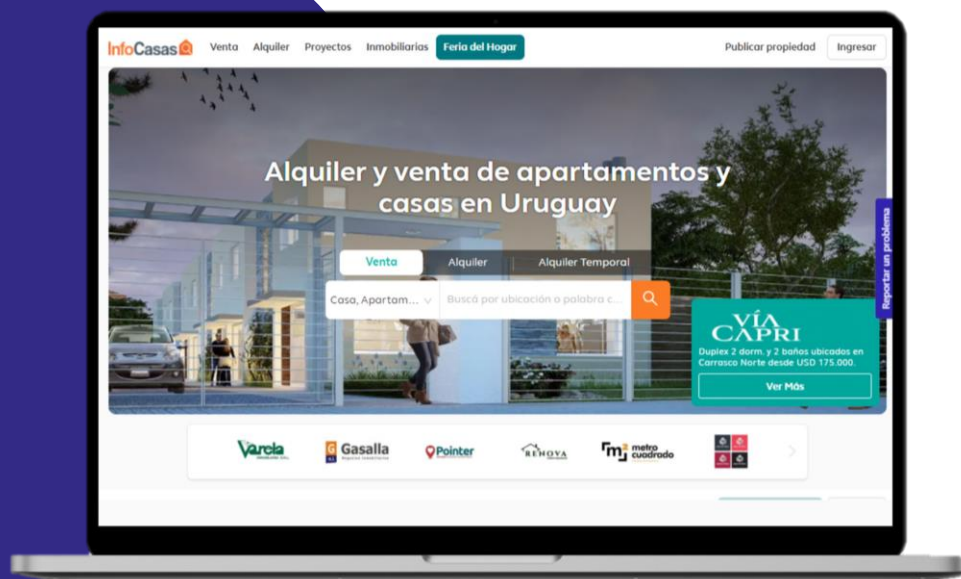 InfoCasas
Venta Alquiler Proyectos Inmobiliarias Feria del Hogar Publicar propiedad Ingresar
Alquiler y venta de apartamentos y
casas en Uruguay
Venta Alquiler Alquiler Temporal
Casa, Apartam... Buscá por ubicación o palabra c...
Reportar un problema
VÍA
CAPRI
Duplex 2 dorm. y 2 baños ubicados en
Carrasco Norte desde USD 175.000.
Ver Más
Varela
Gasalla
Pointer
RENOVA
metro
cuadrado